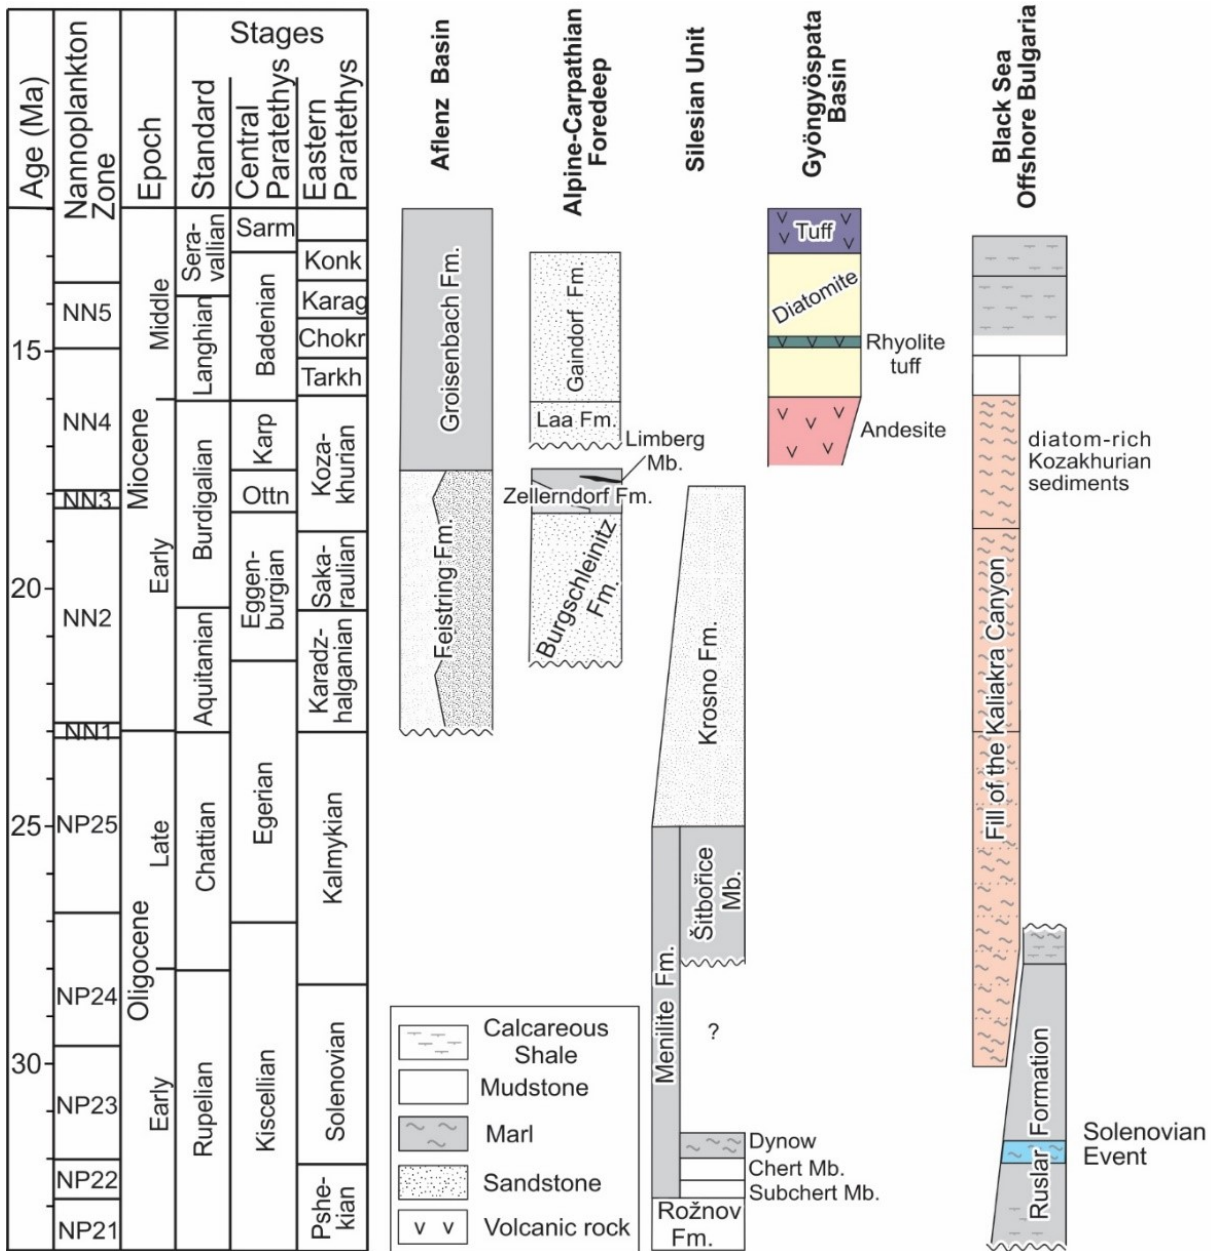 Age (Ma)
Nannoplankton
Zone
Epoch
Stages
Standard
Central
Paratethys
Eastern
Paratethys
Aflenz Basin
Alpine-Carpathian
Foredeep
Silesian Unit
Gyöngyöspata
Basin
Black Sea
Offshore Bulgaria
15
20
25
30
NN5
NN4
NN3
NN2
NN1
NP25
NP24
NP23
NP22
NP21
Middle
Miocene
Early
Late
Oligocene
Early
Sera-
vallian
Langhian
Burdigalian
Aquitanian
Chattian
Rupelian
Sarm
Badenian
Karp
Ottn
Eggen-
burgian
Egerian
Kiscellian
Konk
Karag
Chokr
Tarkh
Koza-
khurian
Saka-
raulian
Karadz-
halganian
Kalmykian
Solenovian
Pshe-
kian
Groisenbach Fm.
Feistring Fm.
Gaindorf Fm.
Laa Fm.
Limberg
Mb.
Zellerndorf Fm.
Burgschleinitz
Fm.
Krosno Fm.
Menilite Fm.
Šitbořice
Mb.
?
Dynow
Chert Mb.
Subchert Mb.
Rožnov
Fm.
Tuff
Diatomite
Rhyolite
tuff
Andesite
diatom-rich
Kozakhurian
sediments
Fill of the Kaliakra Canyon
Ruslar Formation
Solenovian
Event
Calcareous
Shale
Mudstone
Marl
Sandstone
Volcanic rock